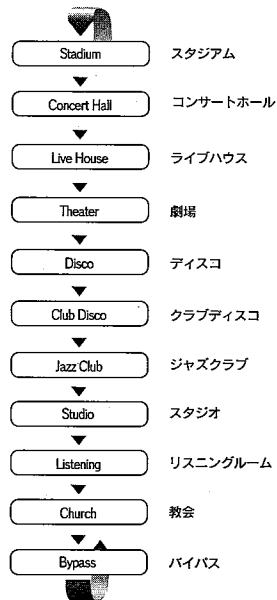 Stadium スタジアム
Concert Hall コンサートホール
Live House ライブハウス
Theater 劇場
Disco ディスコ
Club Disco クラブディスコ
Jazz Club ジャズクラブ
Studio スタジオ
Listening リスニングルーム
Church 教会
Bypass バイパス